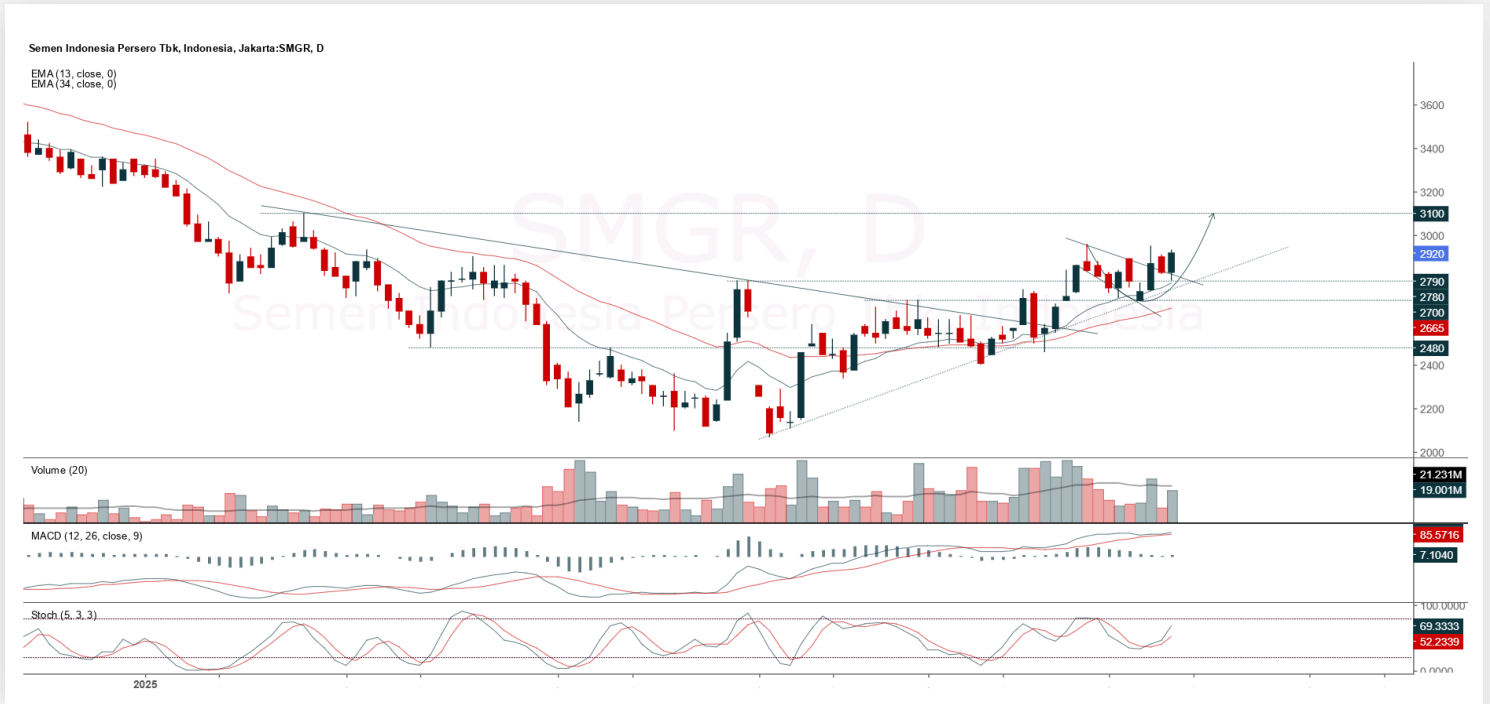 Semen Indonesia Persero Tbk, Indonesia, Jakarta:SMGR, D
EMA (13, close, 0)
EMA (34, close, 0)
SMGR, D
Semen Indonesia Persero Tbk, Indonesia
3600
3400
3200
3100
3000
2920
2790
2780
2700
2665
2480
2400
2200
2000
Volume (20)
21.231M
19.001M
MACD (12, 26, close, 9)
85.5716
7.1040
Stoch (5, 3, 3)
100.0000
69.3333
52.2339
0.0000
2025